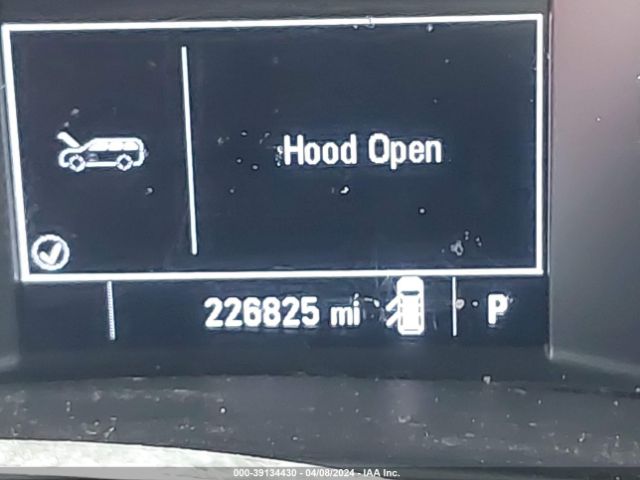 Hood Open
226825 mi P
000-39134430 - 04/08/2024 - IAA Inc.